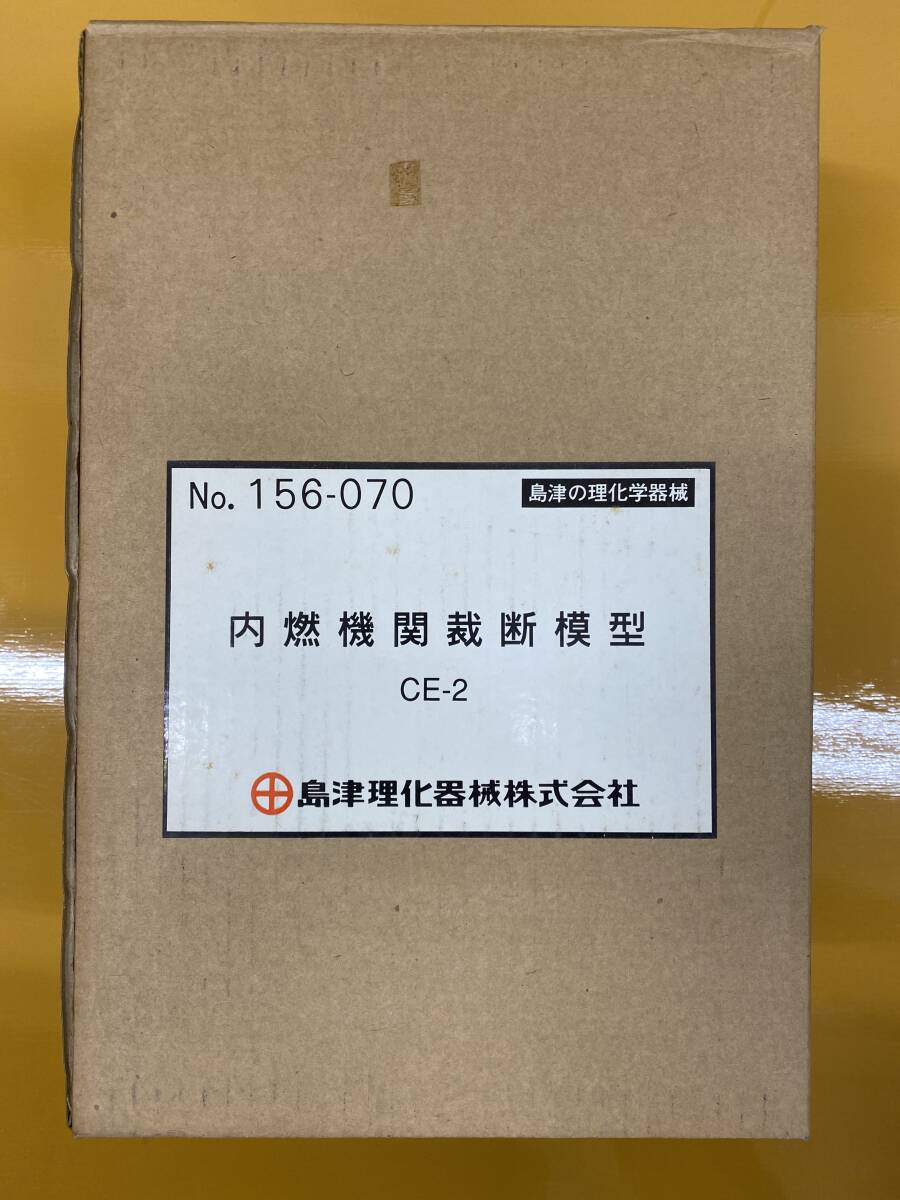 No. 156-070
島津の理化学器械
内燃機関裁断模型
CE-2
島津理化器械株式会社